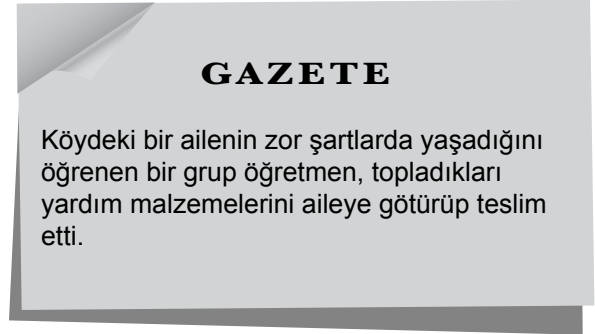 GAZETE
Köydeki bir ailenin zor şartlarda yaşadığını
öğrenen bir grup öğretmen, topladıkları
yardım malzemelerini aileye götürüp teslim
etti.